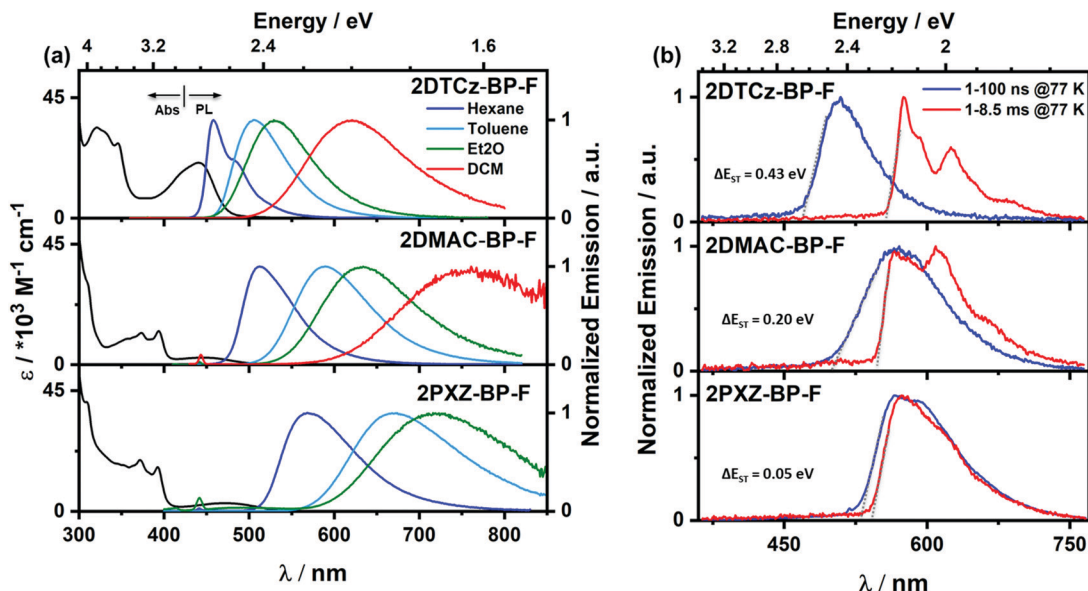 Energy / eV
(a)
4 3.2 2.4 1.6
2DTCz-BP-F
Abs PL
Hexane
Toluene
Et2O
DCM
45
0
1
0
2DMAC-BP-F
45
0
1
0
2PXZ-BP-F
45
0
1
0
ε / *10³ M⁻¹ cm⁻¹
Normalized Emission / a.u.
300 400 500 600 700 800
λ / nm
Energy / eV
(b)
3.2 2.8 2.4 2
2DTCz-BP-F
1-100 ns @77 K
1-8.5 ms @77 K
ΔE_ST = 0.43 eV
1
0
2DMAC-BP-F
ΔE_ST = 0.20 eV
1
0
2PXZ-BP-F
ΔE_ST = 0.05 eV
1
0
Normalized Emission / a.u.
450 600 750
λ / nm